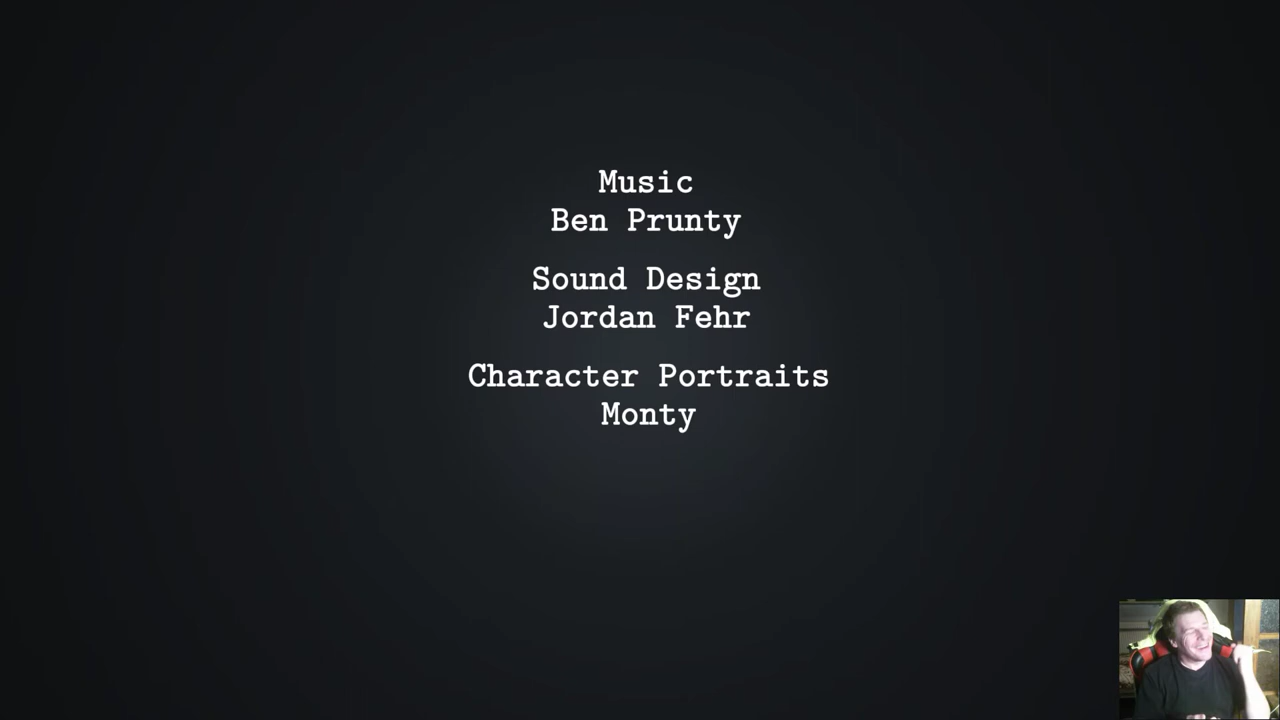 Music
Ben Prunty
Sound Design
Jordan Fehr
Character Portraits
Monty